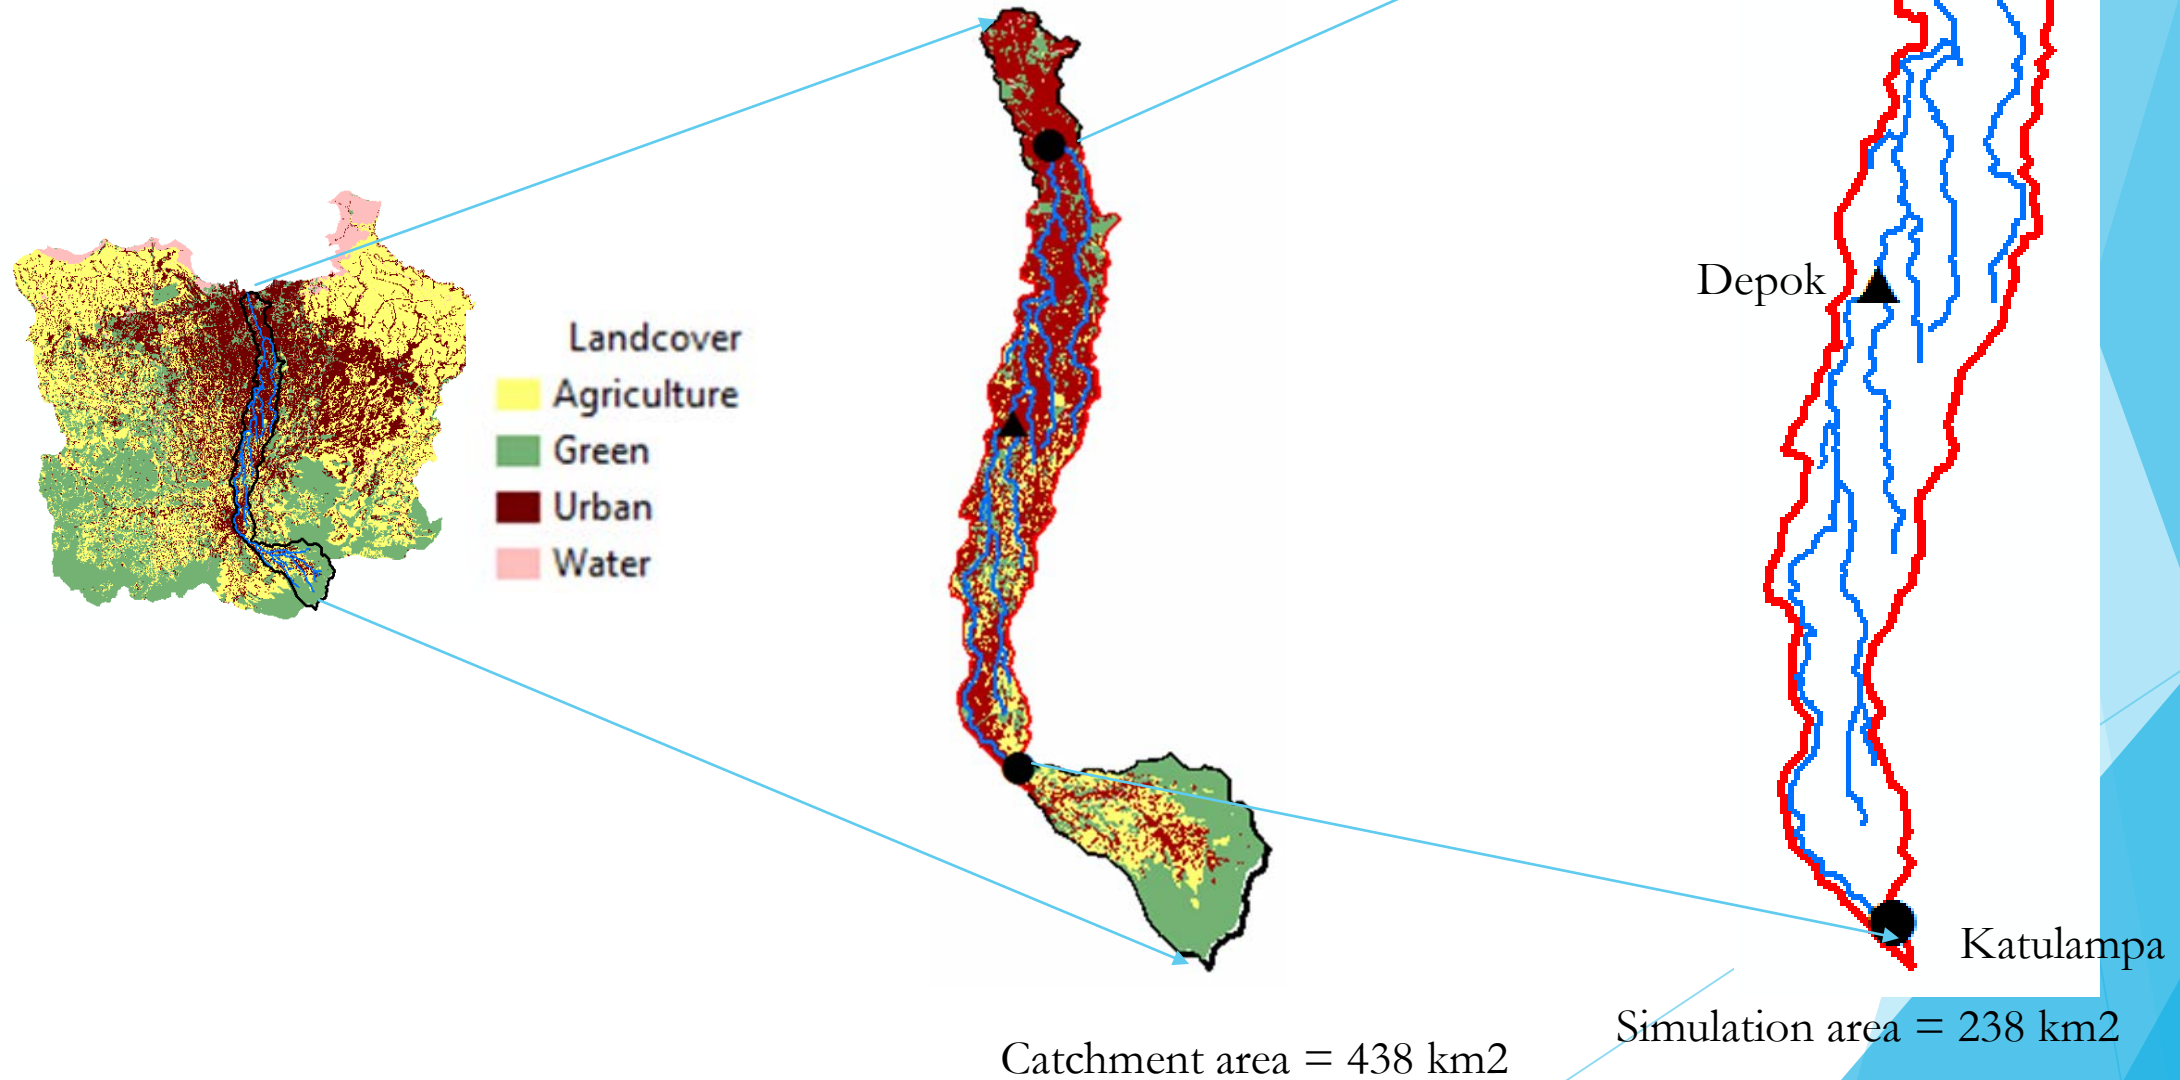 Landcover
Agriculture
Green
Urban
Water
Depok
Katulampa
Simulation area = 238 km2
Catchment area = 438 km2